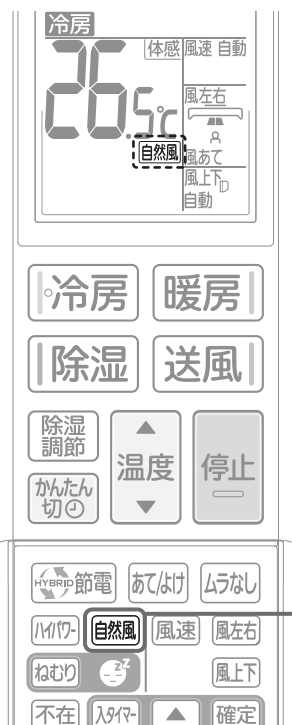 冷房
体感 風速 自動
26.5℃
風左右
自然風 風あて
風上下
自動
冷房 暖房
除湿 送風
除湿
調節
温度 停止
かんたん
切
HYBRID 節電 あて/よけ ムラなし
ハイパワー 自然風 風速 風左右
ねむり 風上下
不在 入タイマー 確定